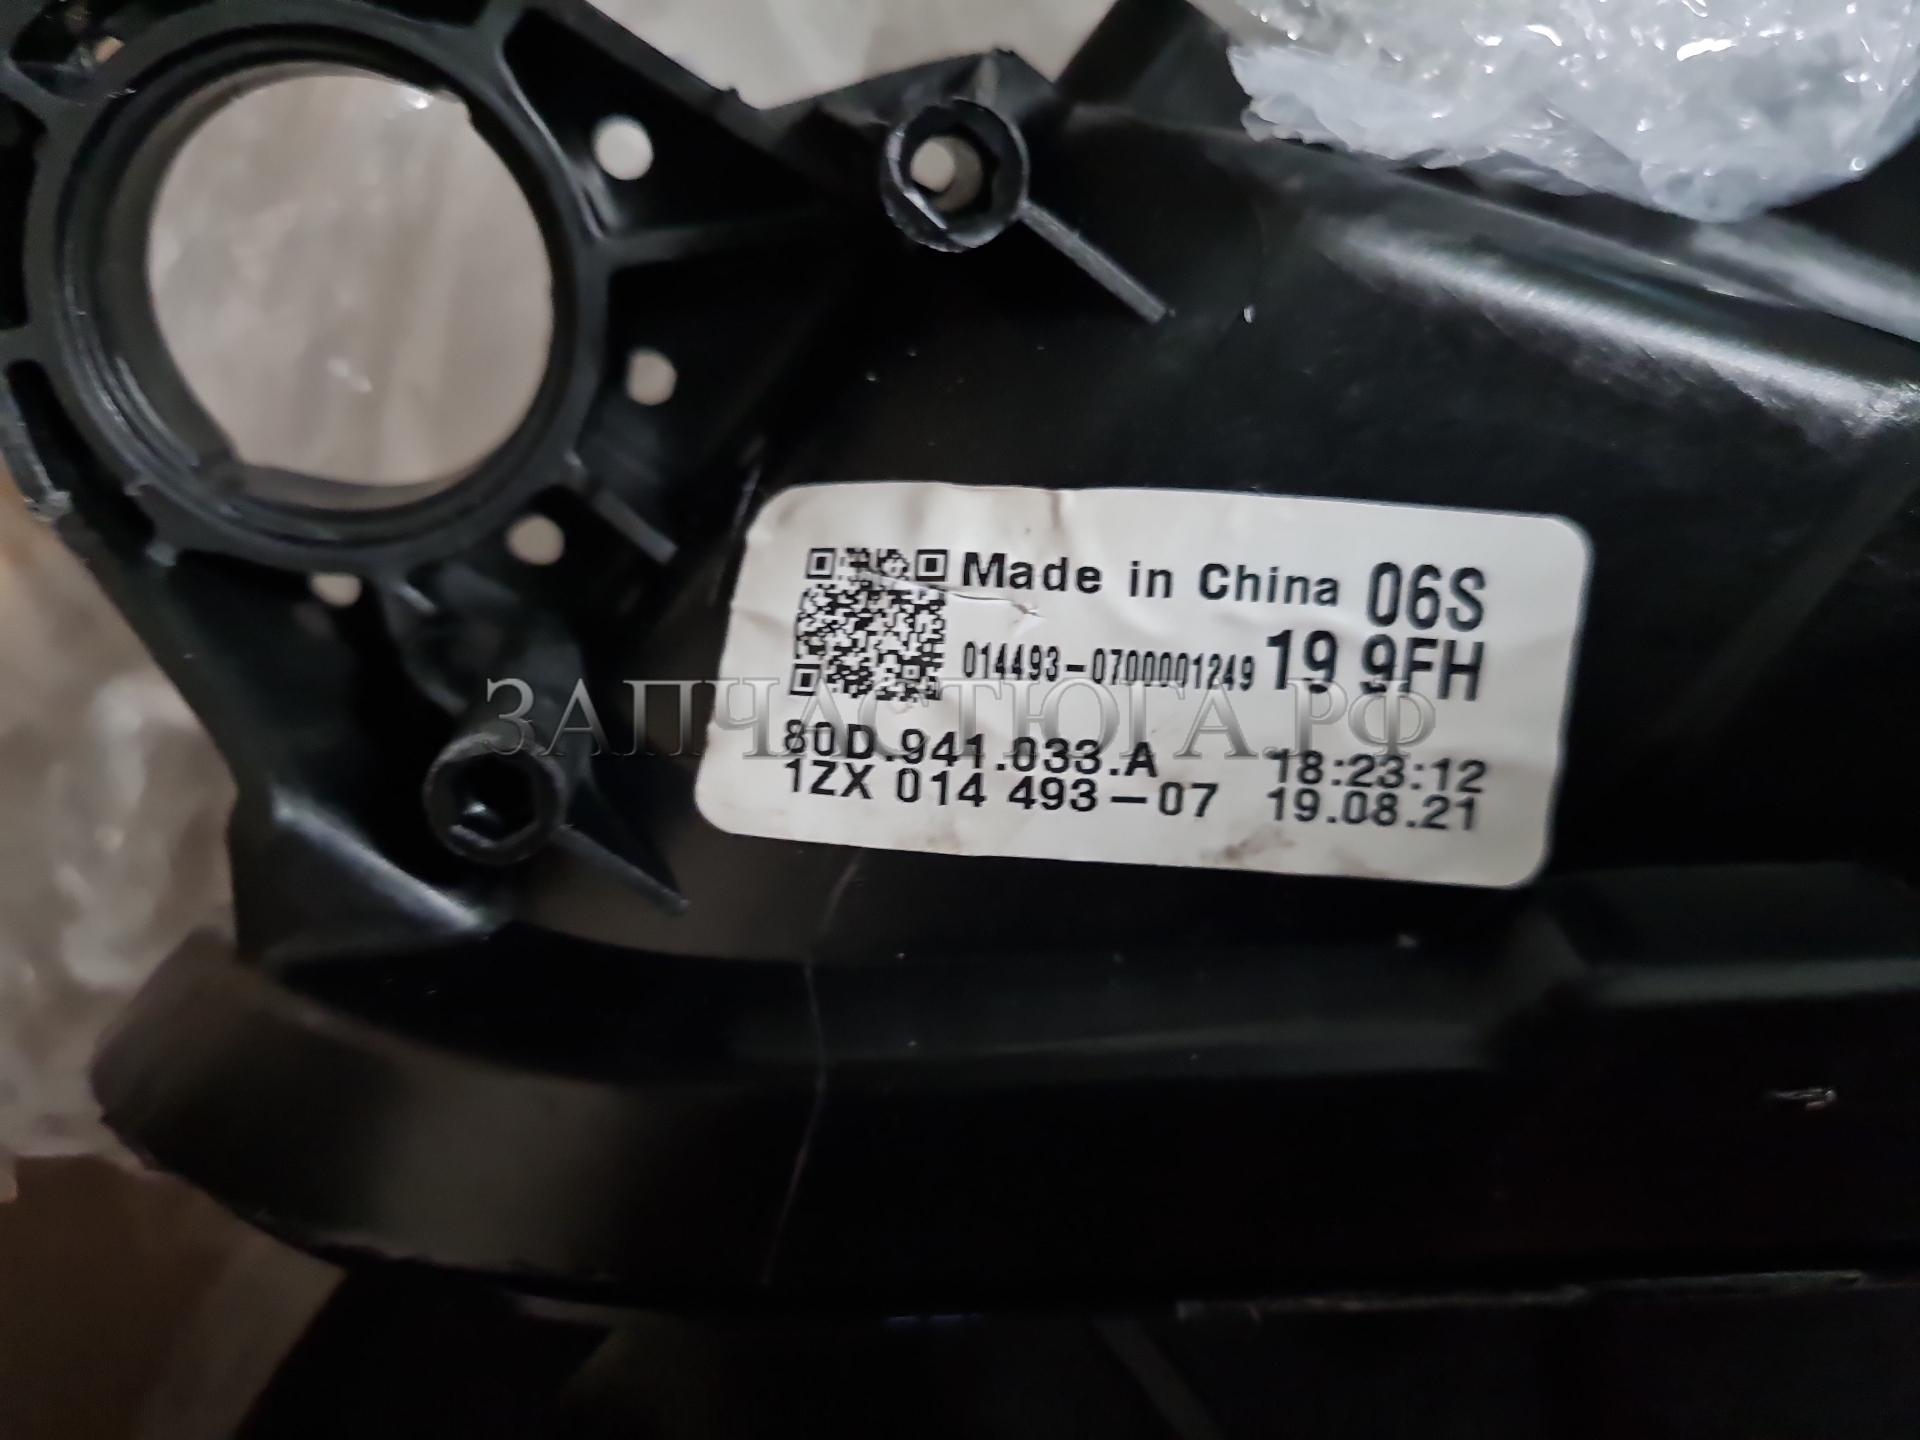 Made in China 06S
014493-0700001249 19 9FH
ЗАПЧАСТЮГА.РФ
80D.941.033.A 18:23:12
1ZX 014 493-07 19.08.21